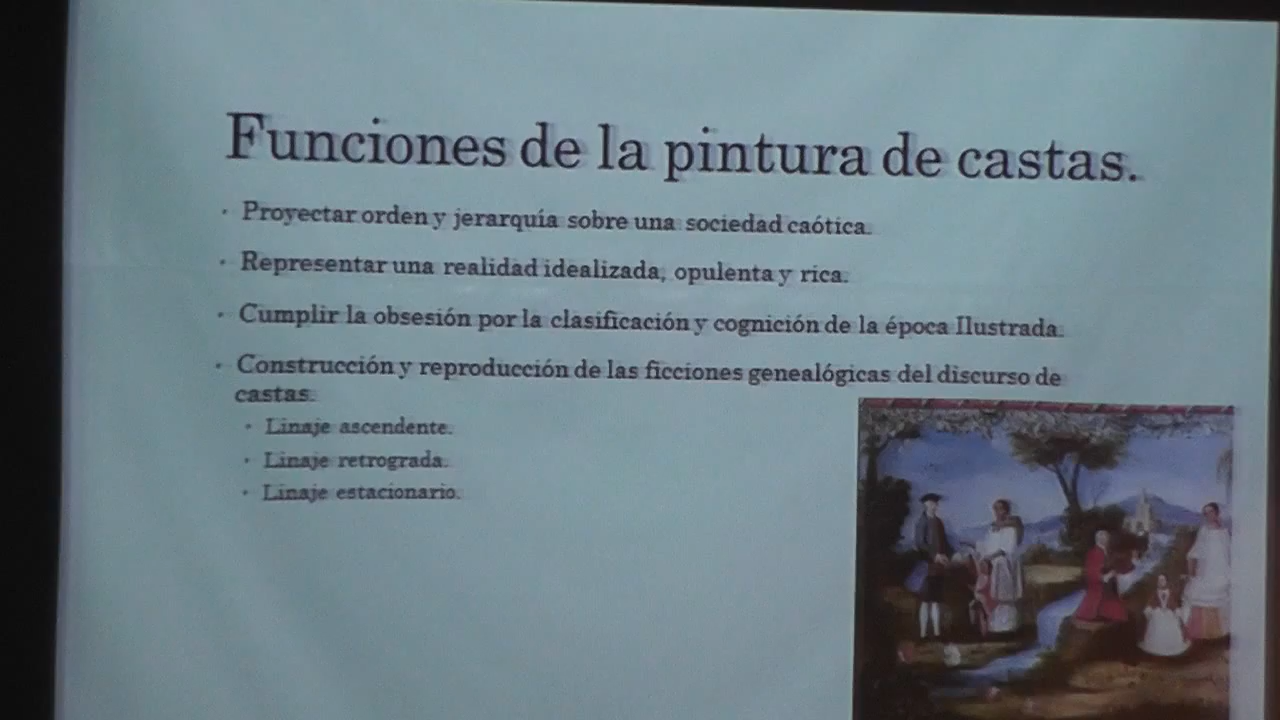 Funciones de la pintura de castas.
· Proyectar orden y jerarquía sobre una sociedad caótica.
· Representar una realidad idealizada, opulenta y rica.
· Cumplir la obsesión por la clasificación y cognición de la época Ilustrada.
· Construcción y reproducción de las ficciones genealógicas del discurso de
castas.
· Linaje ascendente.
· Linaje retrograda.
· Linaje estacionario.